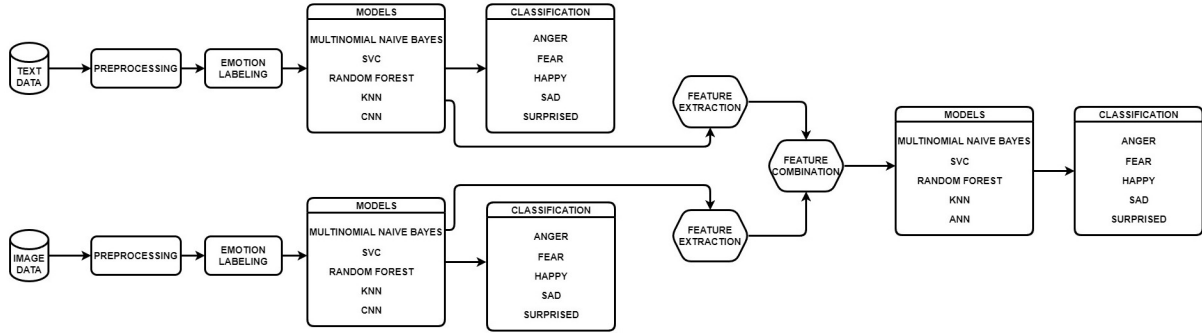 TEXT
DATA
PREPROCESSING
EMOTION
LABELING
MODELS
MULTINOMIAL NAIVE BAYES
SVC
RANDOM FOREST
KNN
CNN
CLASSIFICATION
ANGER
FEAR
HAPPY
SAD
SURPRISED
FEATURE
EXTRACTION
IMAGE
DATA
PREPROCESSING
EMOTION
LABELING
MODELS
MULTINOMIAL NAIVE BAYES
SVC
RANDOM FOREST
KNN
CNN
CLASSIFICATION
ANGER
FEAR
HAPPY
SAD
SURPRISED
FEATURE
EXTRACTION
FEATURE
COMBINATION
MODELS
MULTINOMIAL NAIVE BAYES
SVC
RANDOM FOREST
KNN
ANN
CLASSIFICATION
ANGER
FEAR
HAPPY
SAD
SURPRISED